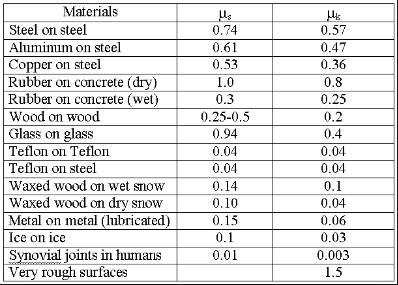 Materials μs μk
Steel on steel 0.74 0.57
Aluminum on steel 0.61 0.47
Copper on steel 0.53 0.36
Rubber on concrete (dry) 1.0 0.8
Rubber on concrete (wet) 0.3 0.25
Wood on wood 0.25-0.5 0.2
Glass on glass 0.94 0.4
Teflon on Teflon 0.04 0.04
Teflon on steel 0.04 0.04
Waxed wood on wet snow 0.14 0.1
Waxed wood on dry snow 0.10 0.04
Metal on metal (lubricated) 0.15 0.06
Ice on ice 0.1 0.03
Synovial joints in humans 0.01 0.003
Very rough surfaces 1.5